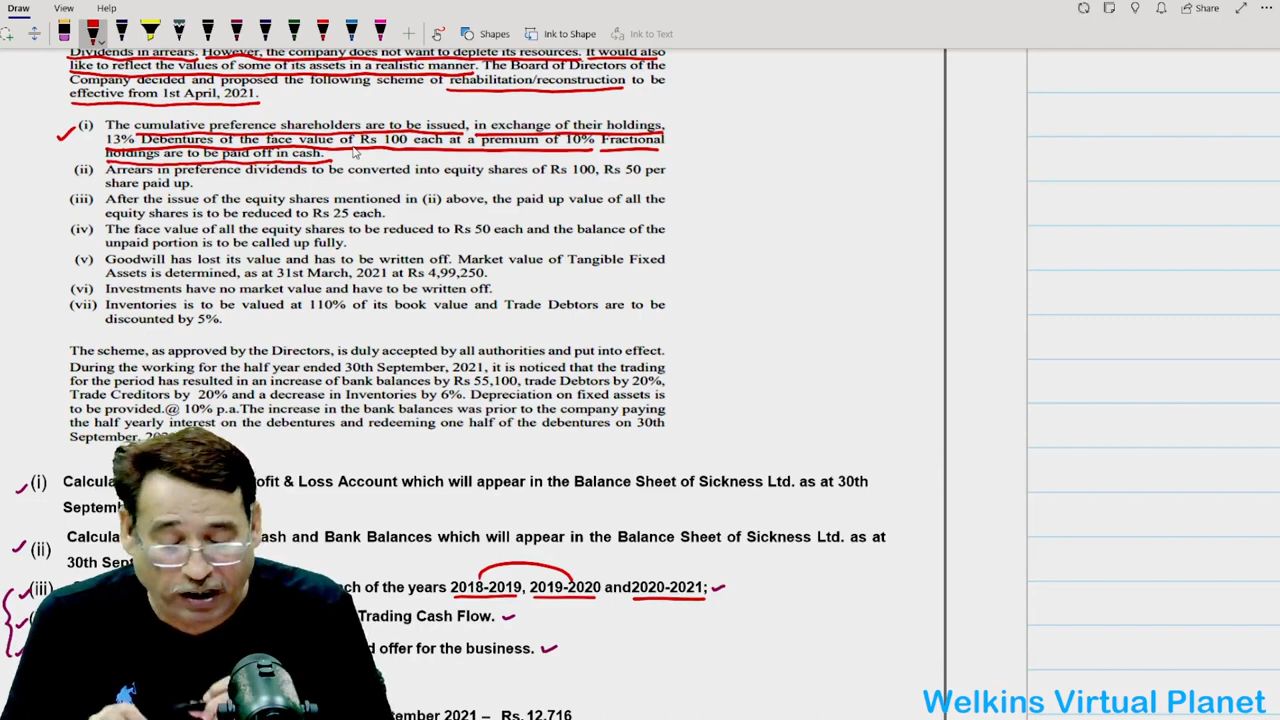 Draw View Help
Share
Shapes Ink to Shape Ink to Text
Dividends in arrears. However, the company does not want to deplete its resources. It would also
like to reflect the values of some of its assets in a realistic manner. The Board of Directors of the
Company decided and proposed the following scheme of rehabilitation/reconstruction to be
effective from 1st April, 2021.
(i) The cumulative preference shareholders are to be issued, in exchange of their holdings,
13% Debentures of the face value of Rs 100 each at a premium of 10% Fractional
holdings are to be paid off in cash.
(ii) Arrears in preference dividends to be converted into equity shares of Rs 100, Rs 50 per
share paid up.
(iii) After the issue of the equity shares mentioned in (ii) above, the paid up value of all the
equity shares is to be reduced to Rs 25 each.
(iv) The face value of all the equity shares to be reduced to Rs 50 each and the balance of the
unpaid portion is to be called up fully.
(v) Goodwill has lost its value and has to be written off. Market value of Tangible Fixed
Assets is determined, as at 31st March, 2021 at Rs 4,99,250.
(vi) Investments have no market value and have to be written off.
(vii) Inventories is to be valued at 110% of its book value and Trade Debtors are to be
discounted by 5%.
The scheme, as approved by the Directors, is duly accepted by all authorities and put into effect.
During the working for the half year ended 30th September, 2021, it is noticed that the trading
for the period has resulted in an increase of bank balances by Rs 55,100, trade Debtors by 20%,
Trade Creditors by 20% and a decrease in Inventories by 6%. Depreciation on fixed assets is
to be provided.@ 10% p.a.The increase in the bank balances was prior to the company paying
the half yearly interest on the debentures and redeeming one half of the debentures on 30th
September,
(i) ofit & Loss Account which will appear in the Balance Sheet of Sickness Ltd. as at 30th
(ii) ash and Bank Balances which will appear in the Balance Sheet of Sickness Ltd. as at
30th
(iii) ach of the years 2018-2019, 2019-2020 and2020-2021;
Trading Cash Flow.
d offer for the business.
September 2021 – Rs. 12,716
Welkins Virtual Planet